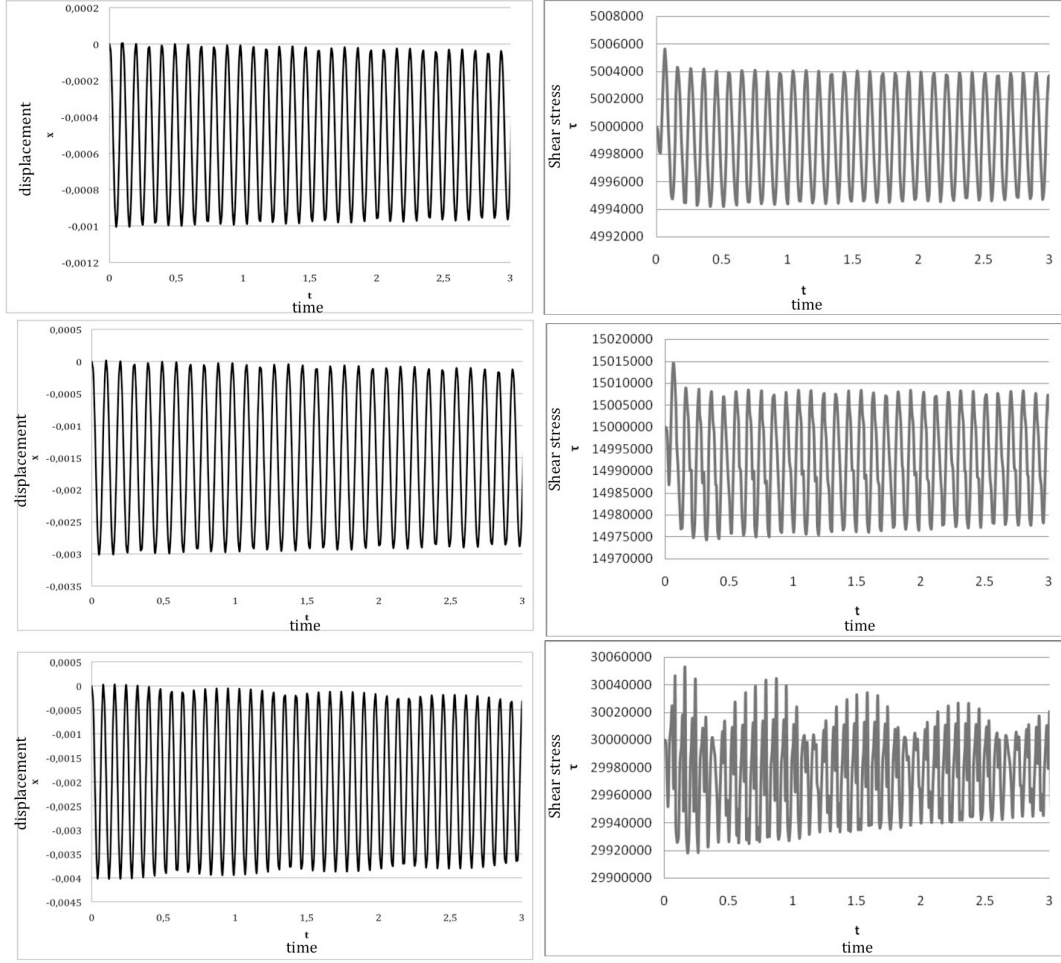 0,0002
0
-0,0002
-0,0004
-0,0006
-0,0008
-0,001
-0,0012
displacement
x
0 0,5 1 1,5 2 2,5 3
t
time
5008000
5006000
5004000
5002000
5000000
4998000
4996000
4994000
4992000
Shear stress
τ
0 0.5 1 1.5 2 2.5 3
t
time
0,0005
0
-0,0005
-0,001
-0,0015
-0,002
-0,0025
-0,003
-0,0035
displacement
x
0 0,5 1 1,5 2 2,5 3
t
time
15020000
15015000
15010000
15005000
15000000
14995000
14990000
14985000
14980000
14975000
14970000
Shear stress
τ
0 0.5 1 1.5 2 2.5 3
t
time
0,0005
0
-0,0005
-0,001
-0,0015
-0,002
-0,0025
-0,003
-0,0035
-0,004
-0,0045
displacement
x
0 0,5 1 1,5 2 2,5 3
t
time
30060000
30040000
30020000
30000000
29980000
29960000
29940000
29920000
29900000
Shear stress
τ
0 0.5 1 1.5 2 2.5 3
t
time